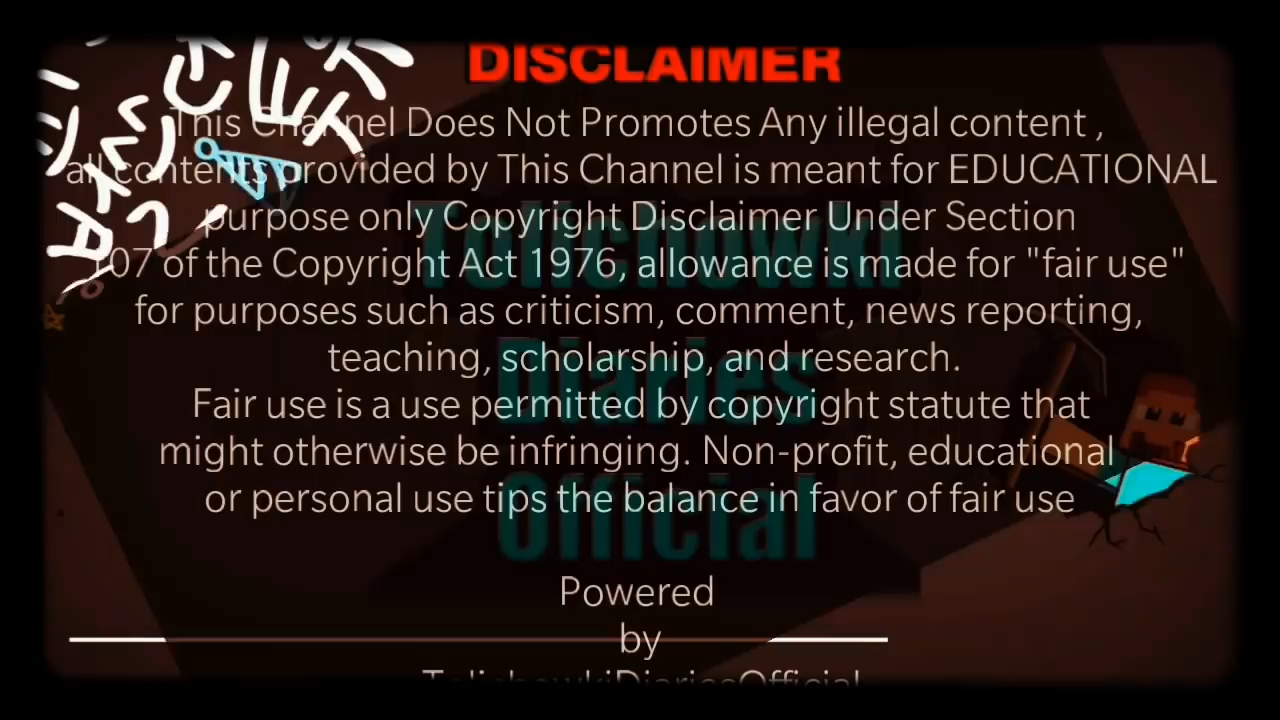 DISCLAIMER
This Channel Does Not Promotes Any illegal content ,
all contents provided by This Channel is meant for EDUCATIONAL
purpose only Copyright Disclaimer Under Section
107 of the Copyright Act 1976, allowance is made for "fair use"
for purposes such as criticism, comment, news reporting,
teaching, scholarship, and research.
Fair use is a use permitted by copyright statute that
might otherwise be infringing. Non-profit, educational
or personal use tips the balance in favor of fair use
Tolichowki
Diaries
Official
Powered
by
TolichowkiDiariesOfficial